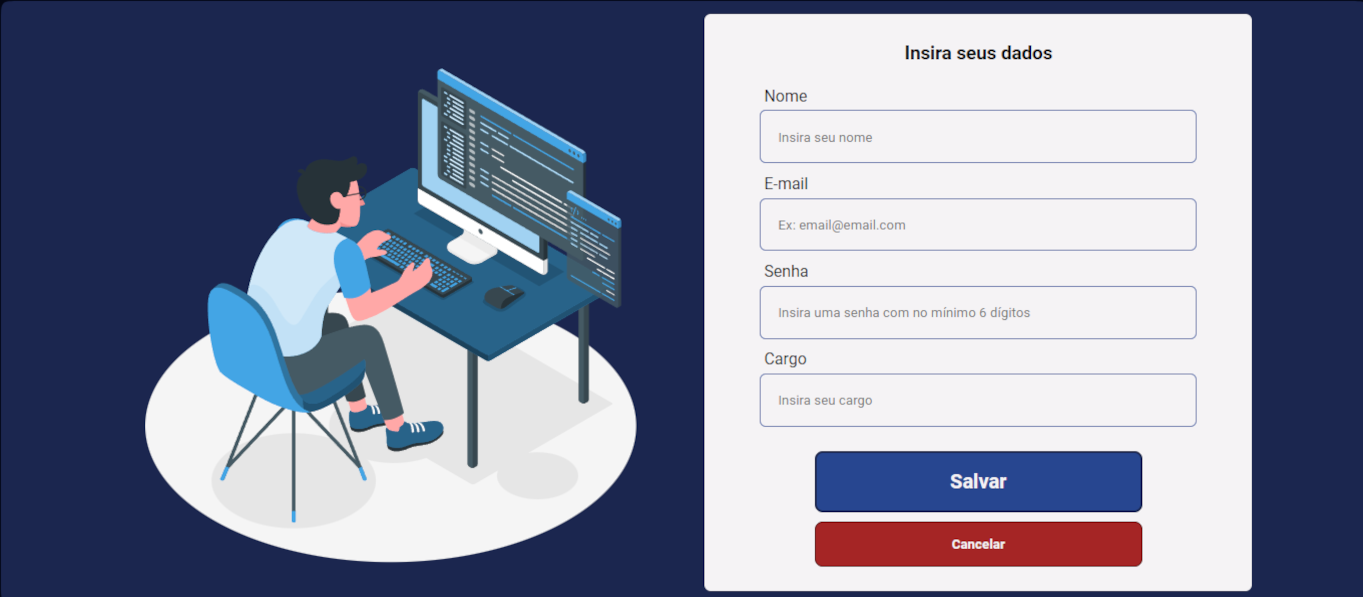 Insira seus dados
Nome
Insira seu nome
E-mail
Ex: email@email.com
Senha
Insira uma senha com no mínimo 6 dígitos
Cargo
Insira seu cargo
Salvar
Cancelar